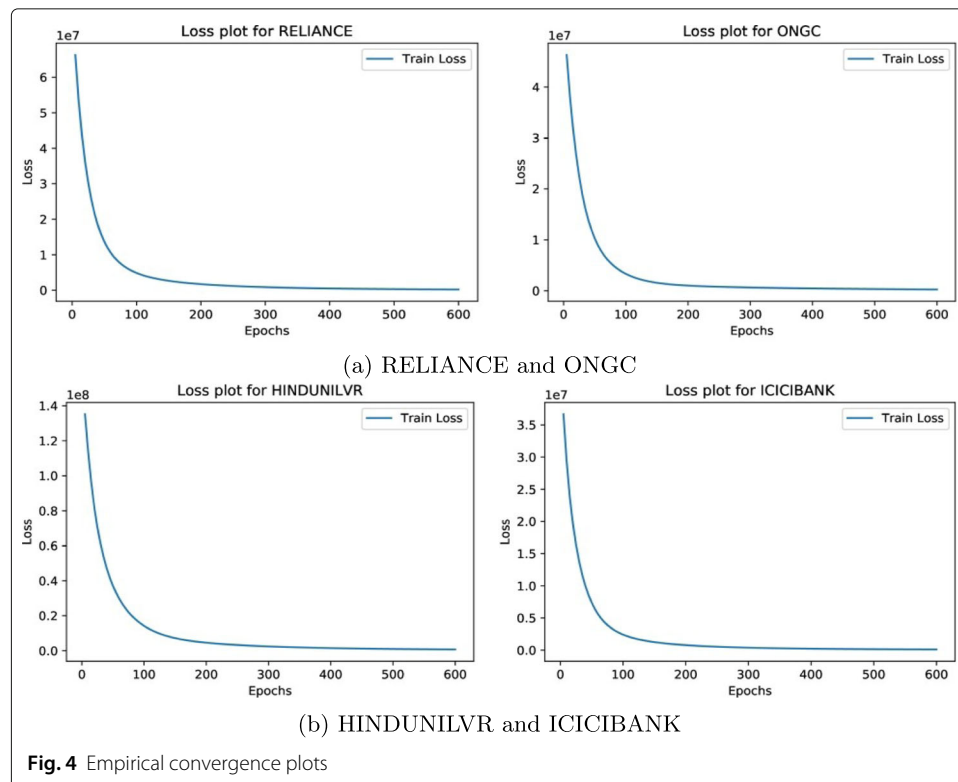 Loss plot for RELIANCE
1e7
Train Loss
6
5
4
3
2
1
0
Loss
0 100 200 300 400 500 600
Epochs
Loss plot for ONGC
1e7
Train Loss
4
3
2
1
0
Loss
0 100 200 300 400 500 600
Epochs
(a) RELIANCE and ONGC
Loss plot for HINDUNILVR
1e8
Train Loss
1.4
1.2
1.0
0.8
0.6
0.4
0.2
0.0
Loss
0 100 200 300 400 500 600
Epochs
Loss plot for ICICIBANK
1e7
Train Loss
3.5
3.0
2.5
2.0
1.5
1.0
0.5
0.0
Loss
0 100 200 300 400 500 600
Epochs
(b) HINDUNILVR and ICICIBANK
Fig. 4 Empirical convergence plots